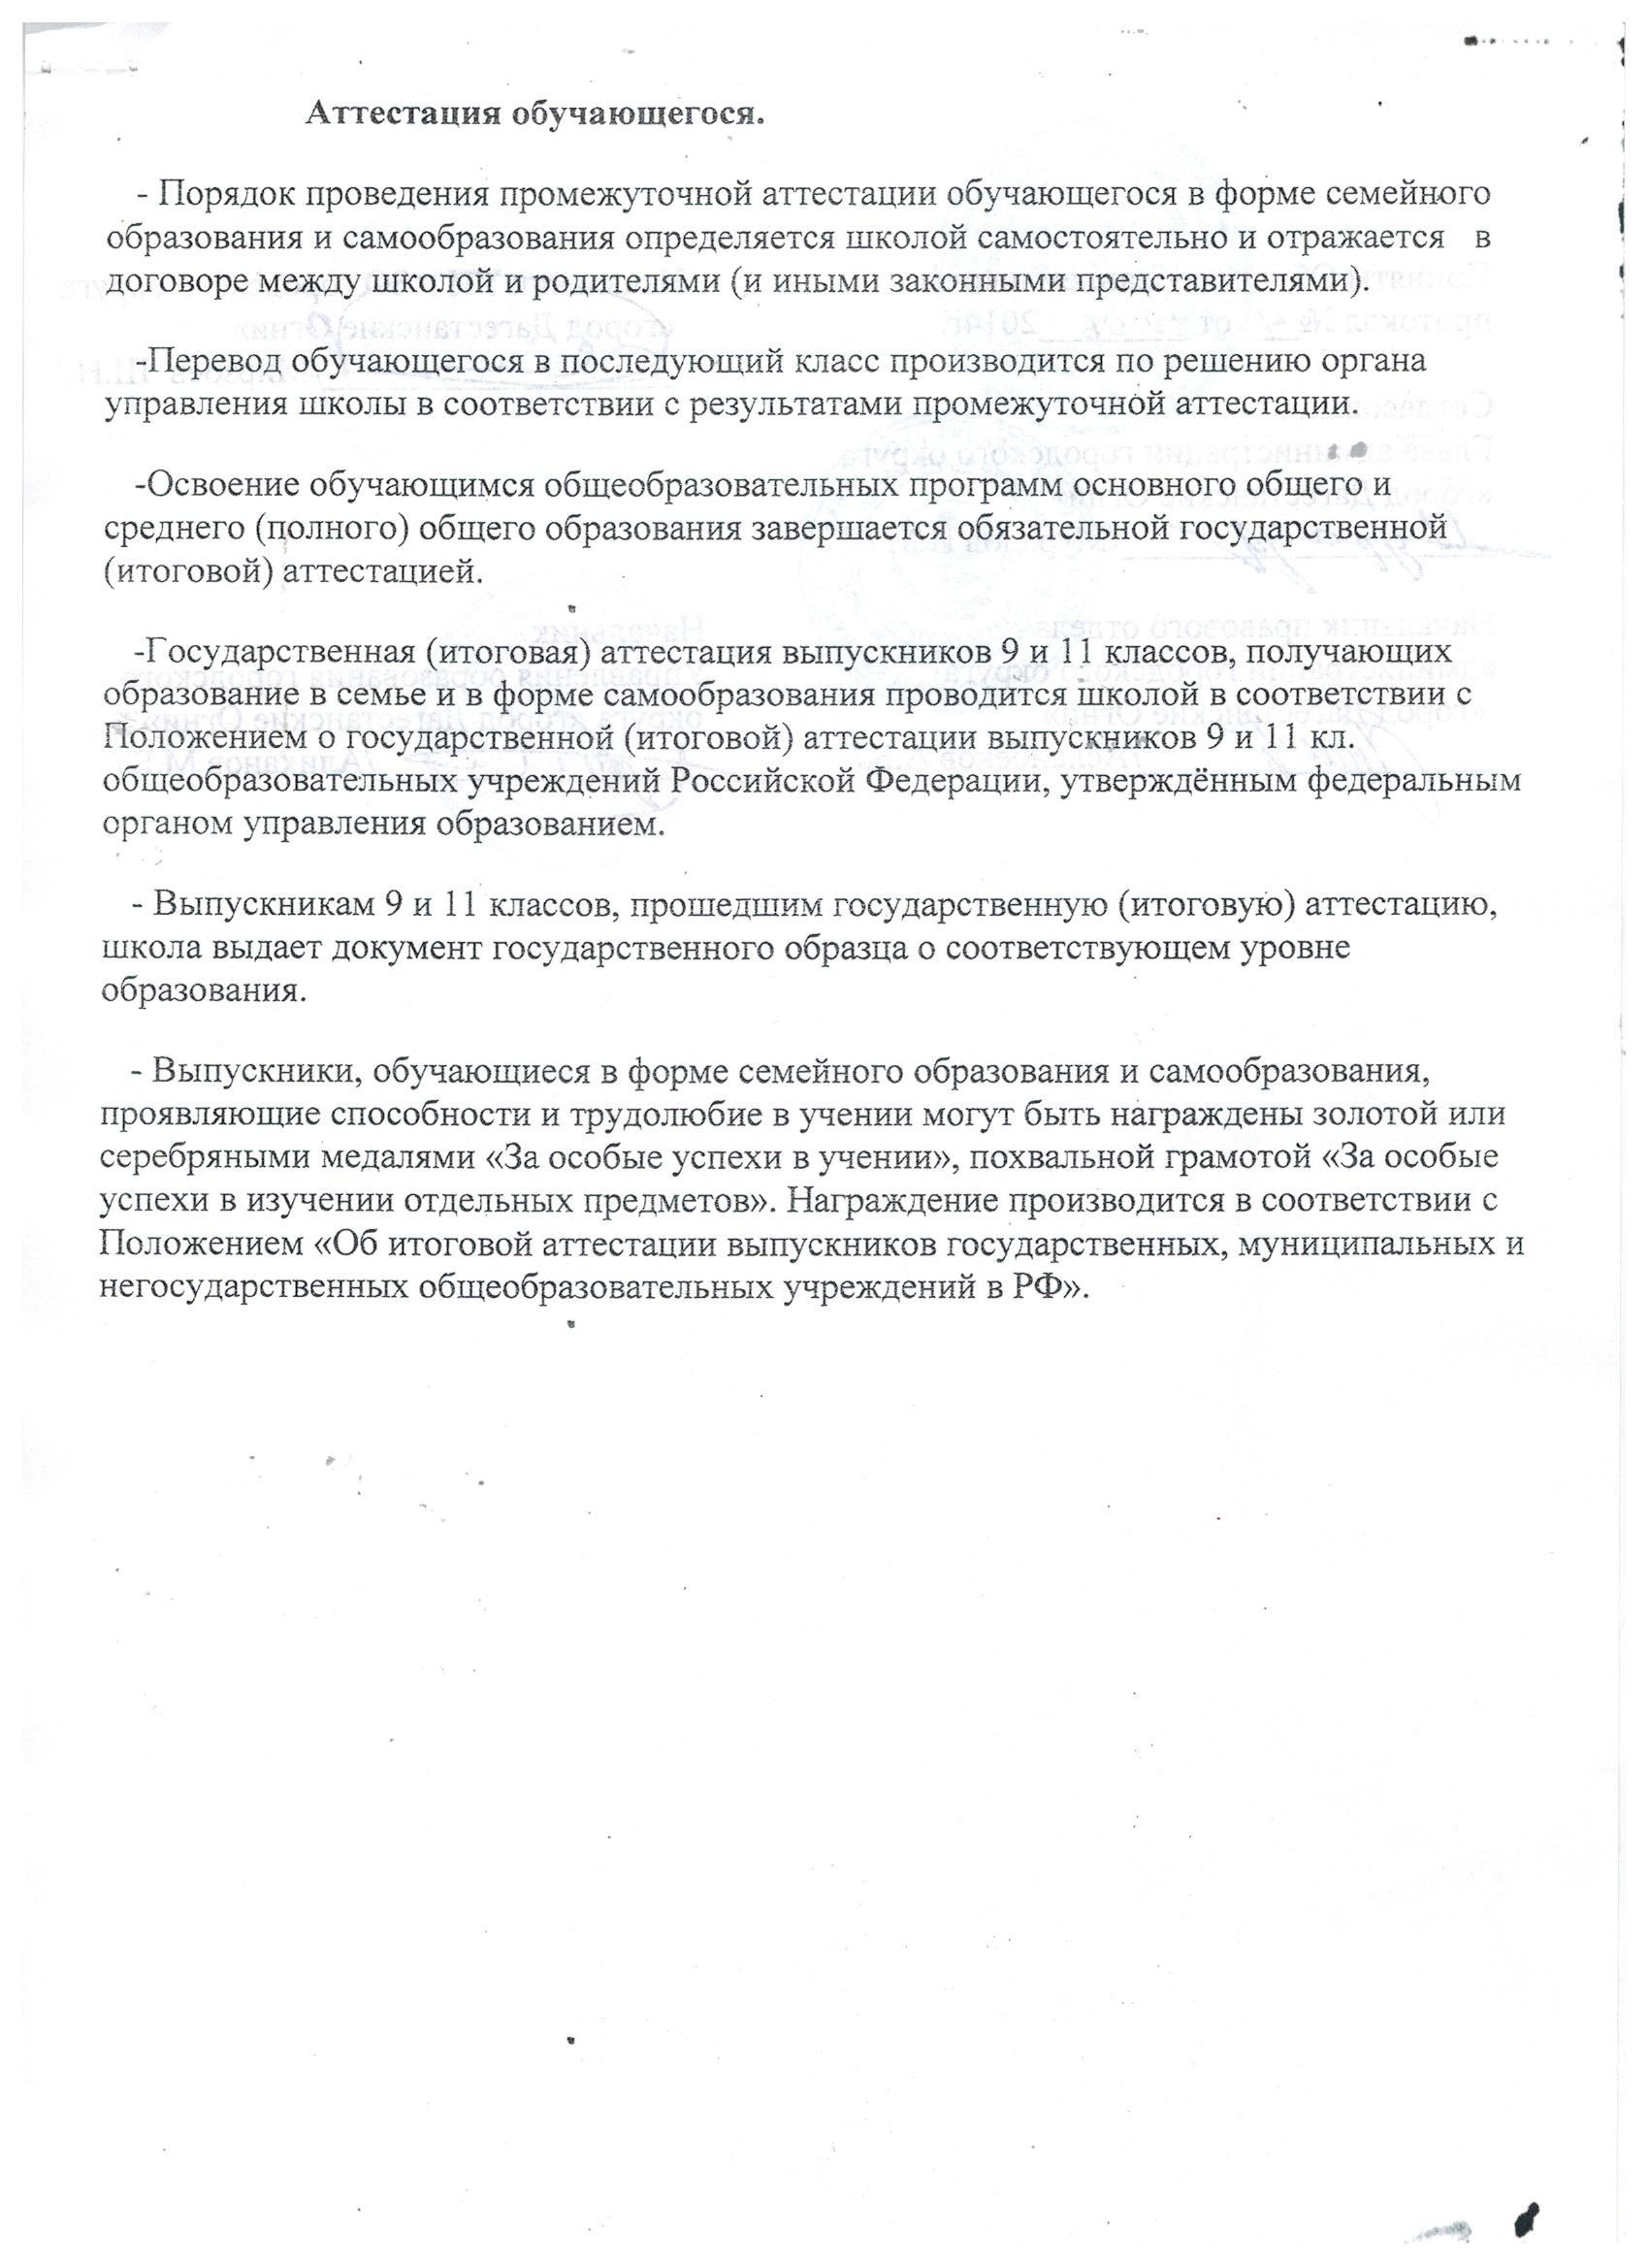 Аттестация обучающегося.
- Порядок проведения промежуточной аттестации обучающегося в форме семейного
образования и самообразования определяется школой самостоятельно и отражается в
договоре между школой и родителями (и иными законными представителями).
-Перевод обучающегося в последующий класс производится по решению органа
управления школы в соответствии с результатами промежуточной аттестации.
-Освоение обучающимся общеобразовательных программ основного общего и
среднего (полного) общего образования завершается обязательной государственной
(итоговой) аттестацией.
-Государственная (итоговая) аттестация выпускников 9 и 11 классов, получающих
образование в семье и в форме самообразования проводится школой в соответствии с
Положением о государственной (итоговой) аттестации выпускников 9 и 11 кл.
общеобразовательных учреждений Российской Федерации, утверждённым федеральным
органом управления образованием.
- Выпускникам 9 и 11 классов, прошедшим государственную (итоговую) аттестацию,
школа выдает документ государственного образца о соответствующем уровне
образования.
- Выпускники, обучающиеся в форме семейного образования и самообразования,
проявляющие способности и трудолюбие в учении могут быть награждены золотой или
серебряными медалями «За особые успехи в учении», похвальной грамотой «За особые
успехи в изучении отдельных предметов». Награждение производится в соответствии с
Положением «Об итоговой аттестации выпускников государственных, муниципальных и
негосударственных общеобразовательных учреждений в РФ».